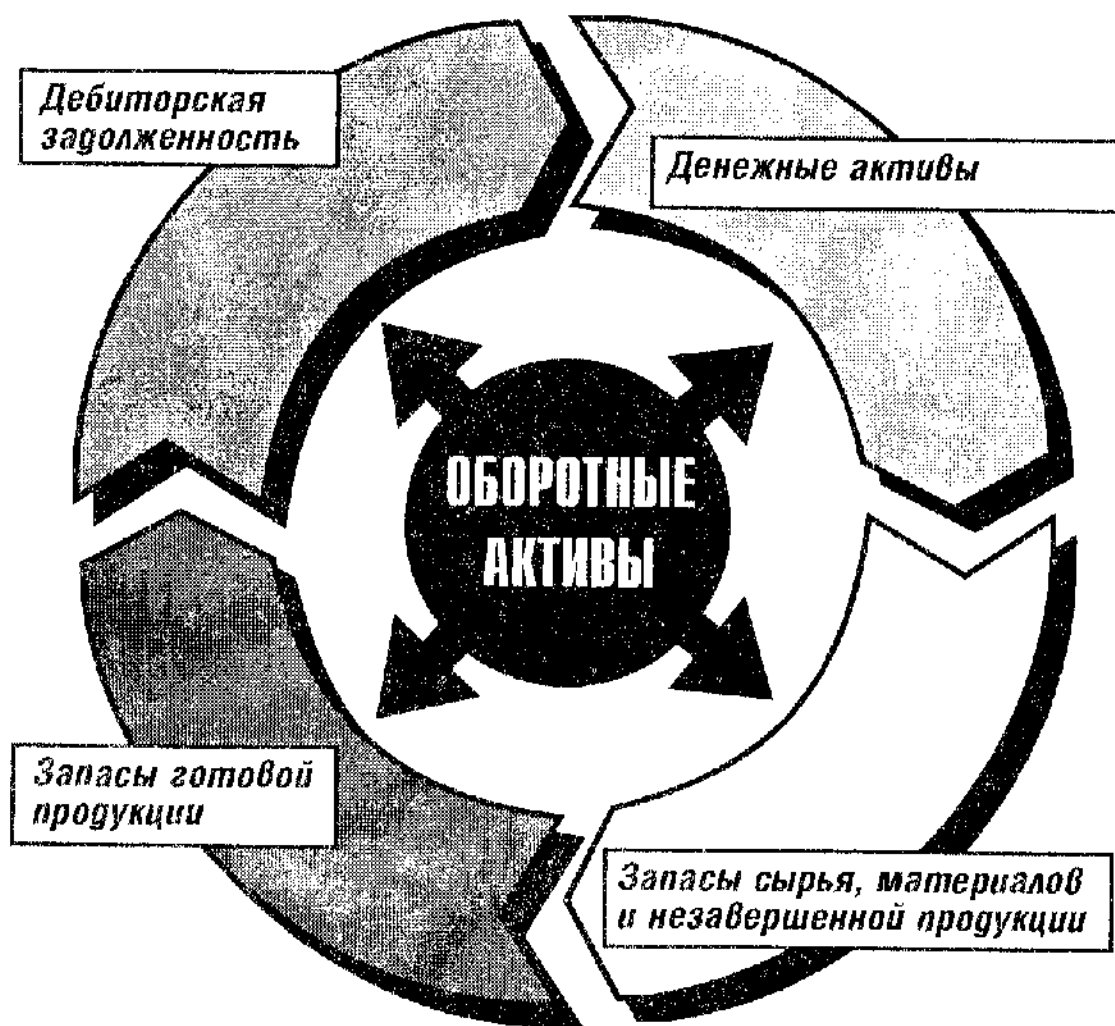 Дебиторская
задолженность
Денежные активы
ОБОРОТНЫЕ
АКТИВЫ
Запасы готовой
продукции
Запасы сырья, материалов
и незавершенной продукции